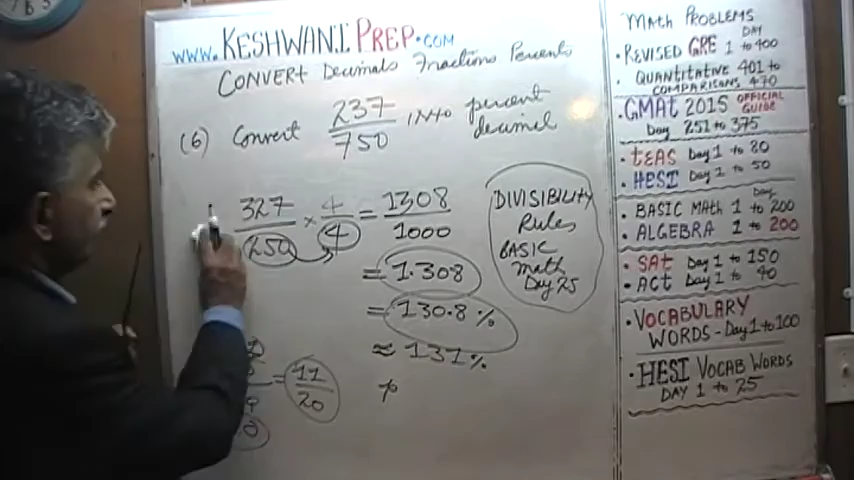 www.KESHWANIPREP.COM
CONVERT Decimals Fractions Percents
(6) Convert 237/750 into percent decimal
327/250 × 4/4 = 1308/1000
= 1.308
= 130.8 %
≈ 131 %
= 11/20
DIVISIBILITY
Rules
BASIC
Math
Day 25
MATH PROBLEMS
DAY
• REVISED GRE 1 to 400
• QUANTITATIVE 401 to
COMPARISONS 470
GMAT 2015 OFFICIAL GUIDE
Day 251 to 375
• TEAS Day 1 to 80
• HESI Day 1 to 50
Day
• BASIC MATH 1 to 200
• ALGEBRA 1 to 200
• SAT Day 1 to 150
• ACT Day 1 to 40
• VOCABULARY
WORDS - Day 1 to 100
• HESI VOCAB WORDS
DAY 1 to 25